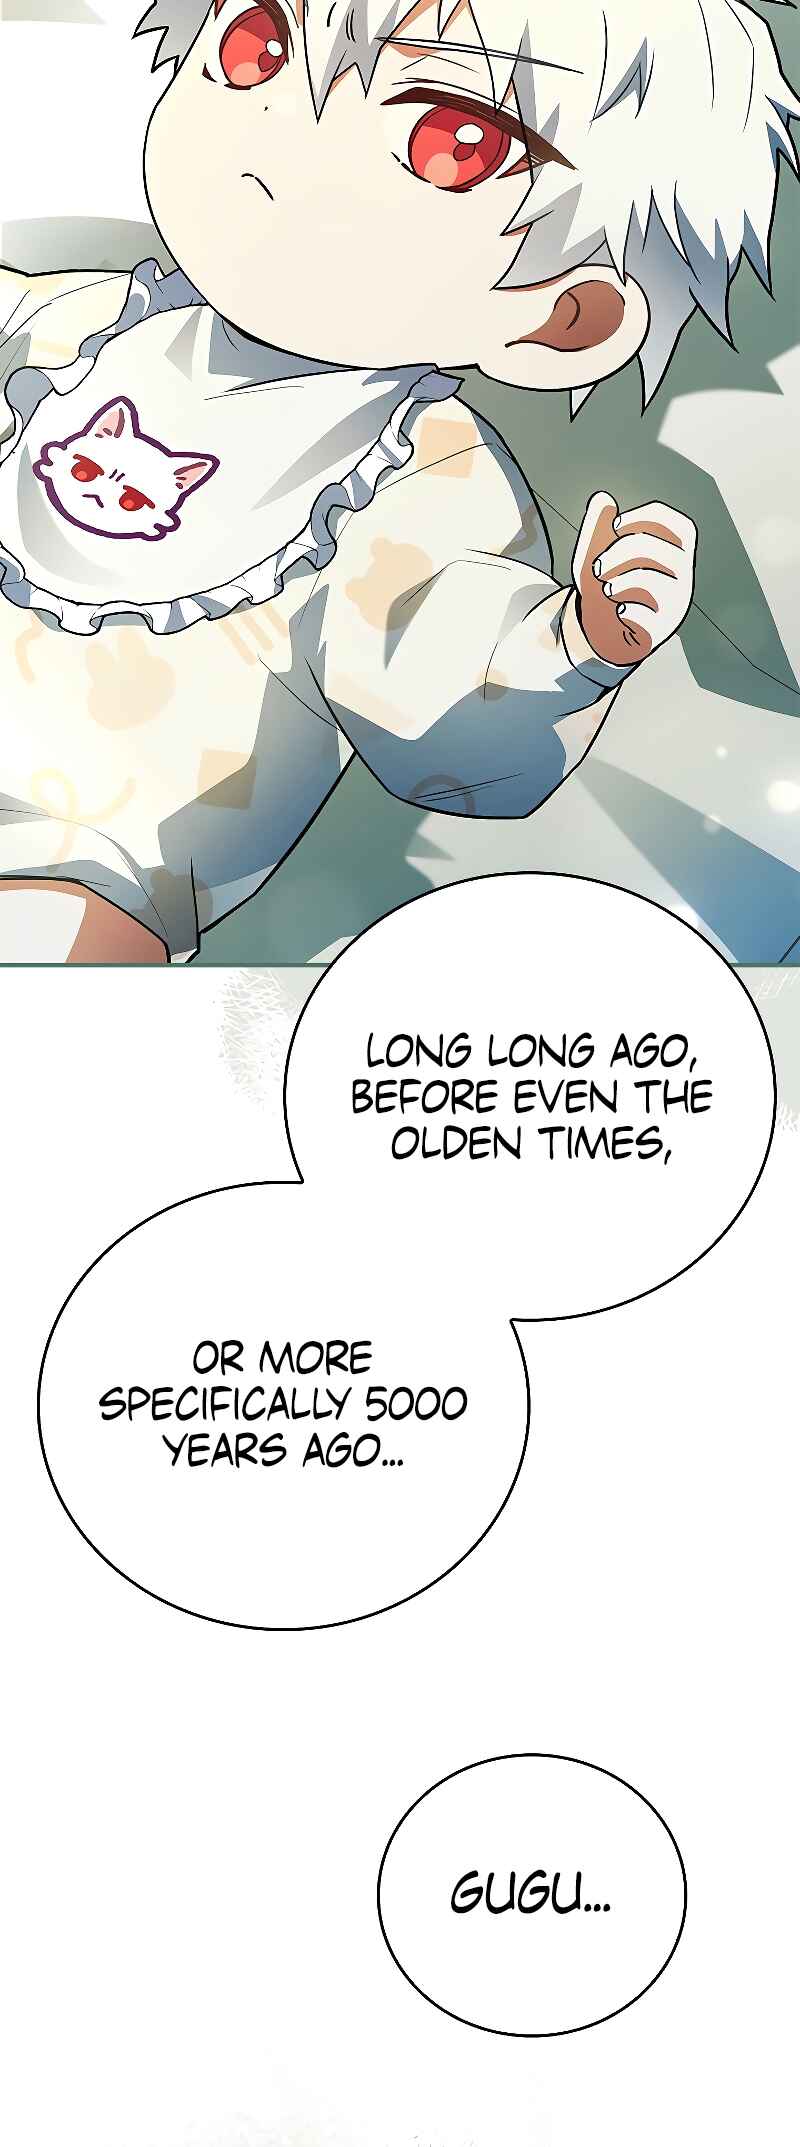 LONG LONG AGO,
BEFORE EVEN THE
OLDEN TIMES,
OR MORE
SPECIFICALLY 5000
YEARS AGO...
GUGU...